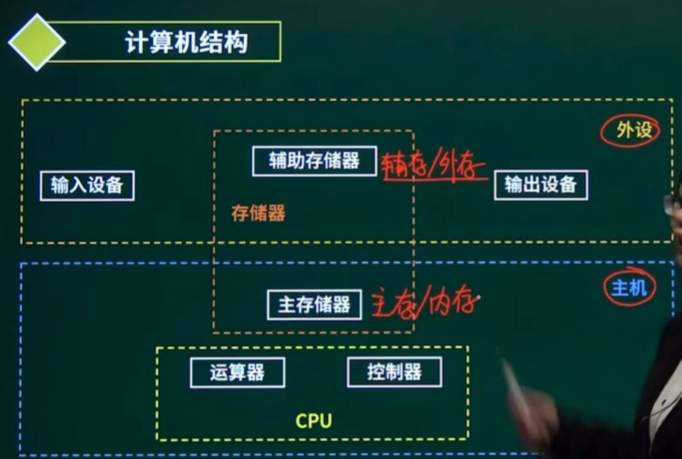 计算机结构
外设
辅助存储器 辅存/外存
输入设备
输出设备
存储器
主机
主存储器 主存/内存
运算器 控制器
CPU